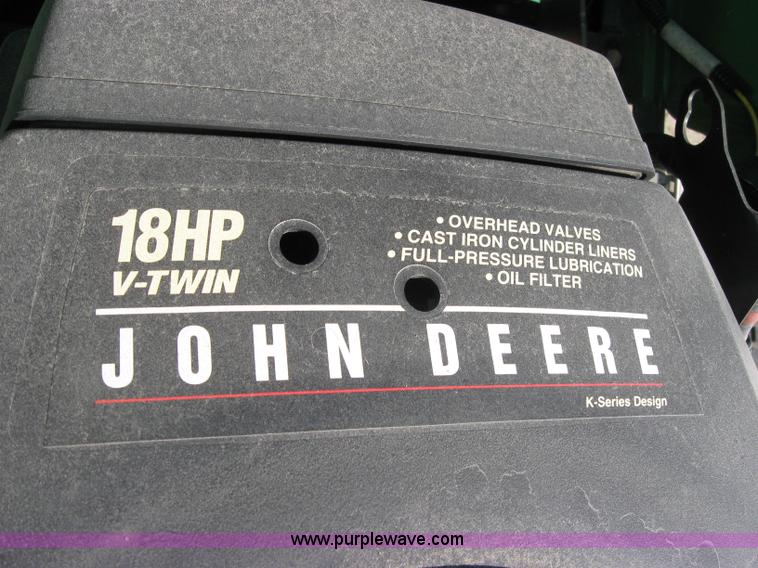 18HP
V-TWIN
• OVERHEAD VALVES
• CAST IRON CYLINDER LINERS
• FULL-PRESSURE LUBRICATION
• OIL FILTER
JOHN DEERE
K-Series Design
www.purplewave.com